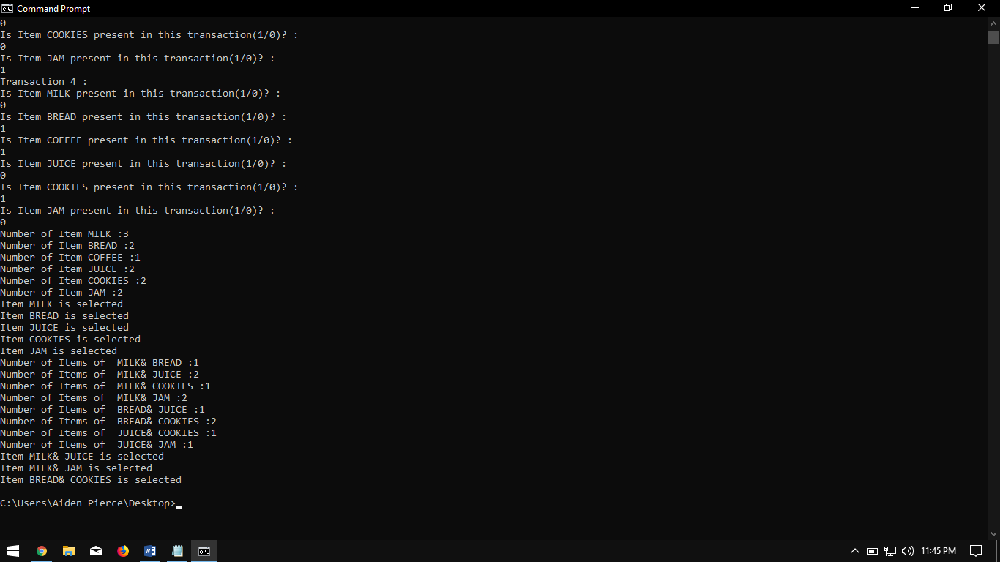 Command Prompt
0
Is Item COOKIES present in this transaction(1/0)? :
0
Is Item JAM present in this transaction(1/0)? :
1
Transaction 4 :
Is Item MILK present in this transaction(1/0)? :
0
Is Item BREAD present in this transaction(1/0)? :
1
Is Item COFFEE present in this transaction(1/0)? :
1
Is Item JUICE present in this transaction(1/0)? :
0
Is Item COOKIES present in this transaction(1/0)? :
1
Is Item JAM present in this transaction(1/0)? :
0
Number of Item MILK :3
Number of Item BREAD :2
Number of Item COFFEE :1
Number of Item JUICE :2
Number of Item COOKIES :2
Number of Item JAM :2
Item MILK is selected
Item BREAD is selected
Item JUICE is selected
Item COOKIES is selected
Item JAM is selected
Number of Items of  MILK& BREAD :1
Number of Items of  MILK& JUICE :2
Number of Items of  MILK& COOKIES :1
Number of Items of  MILK& JAM :2
Number of Items of  BREAD& JUICE :1
Number of Items of  BREAD& COOKIES :2
Number of Items of  JUICE& COOKIES :1
Number of Items of  JUICE& JAM :1
Item MILK& JUICE is selected
Item MILK& JAM is selected
Item BREAD& COOKIES is selected
C:\Users\Aiden Pierce\Desktop>
11:45 PM